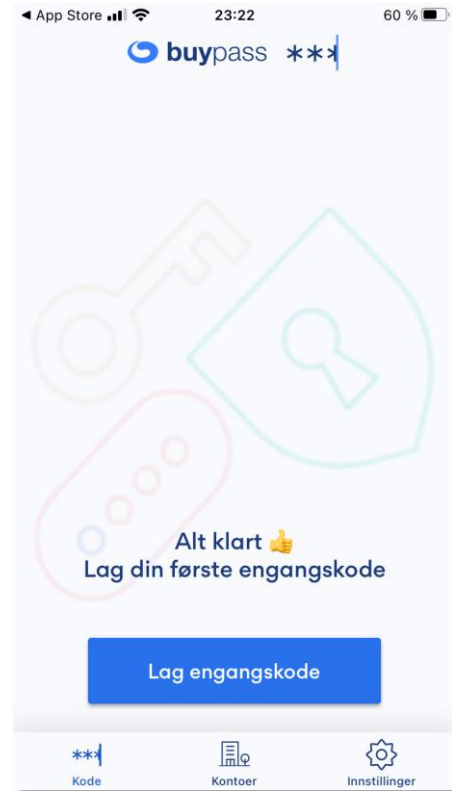 ◀ App Store 23:22 60 %
buypass ***
Alt klart 👍
Lag din første engangskode
Lag engangskode
***
Kode Kontoer Innstillinger